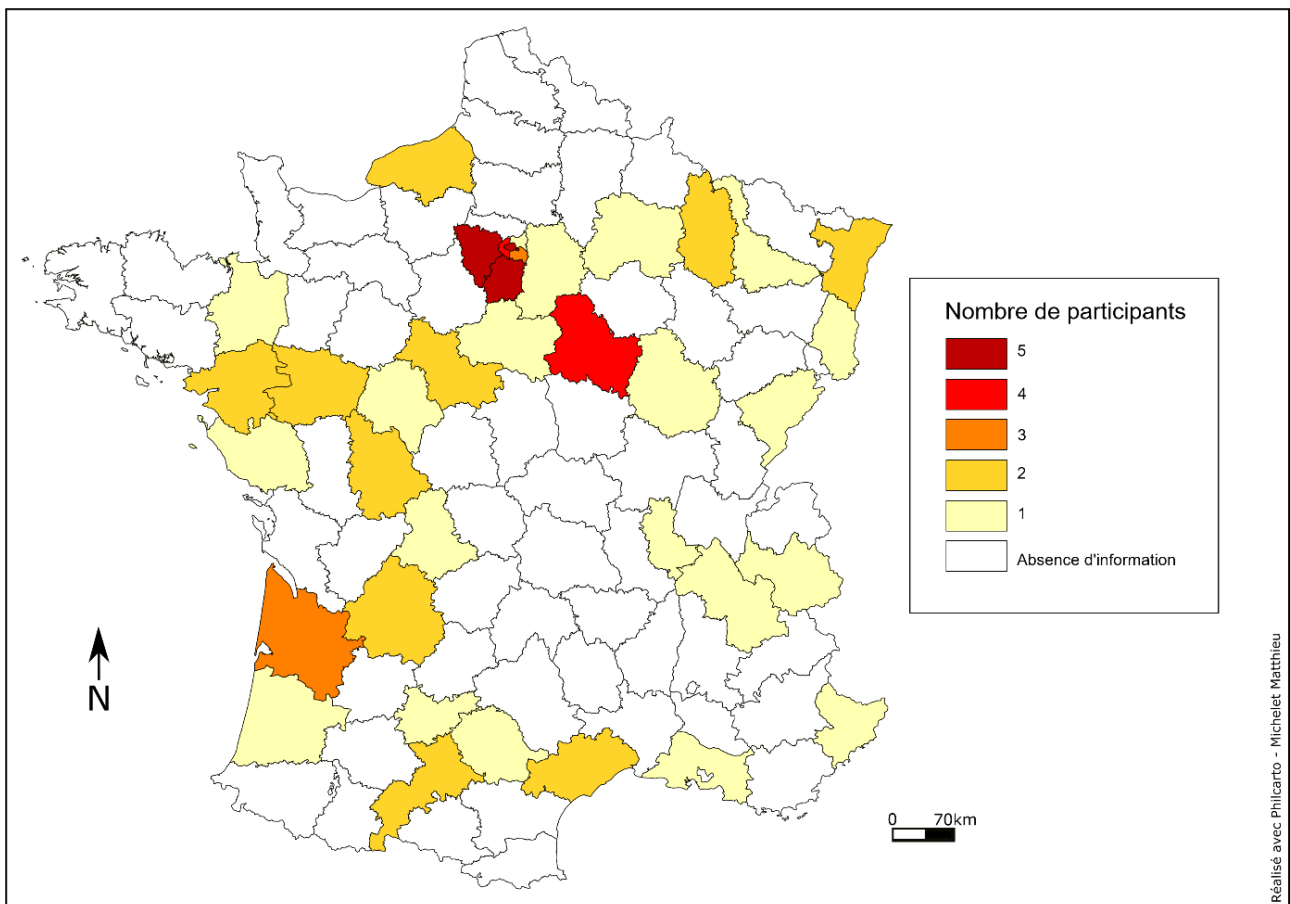 Nombre de participants
5
4
3
2
1
Absence d'information
N
0 70km
Réalisé avec Philcarto - Michelet Matthieu